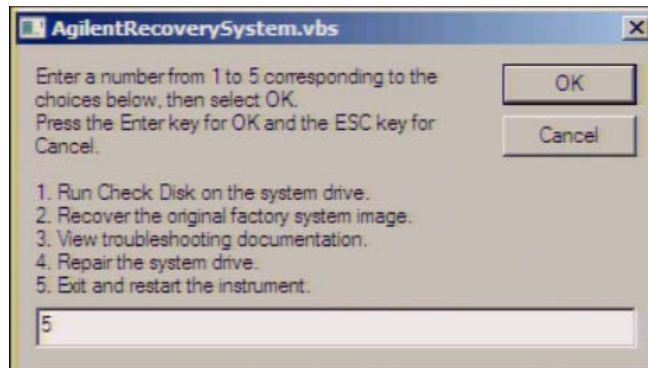 AgilentRecoverySystem.vbs
Enter a number from 1 to 5 corresponding to the
choices below, then select OK.
Press the Enter key for OK and the ESC key for
Cancel.
OK
Cancel
1. Run Check Disk on the system drive.
2. Recover the original factory system image.
3. View troubleshooting documentation.
4. Repair the system drive.
5. Exit and restart the instrument.
5